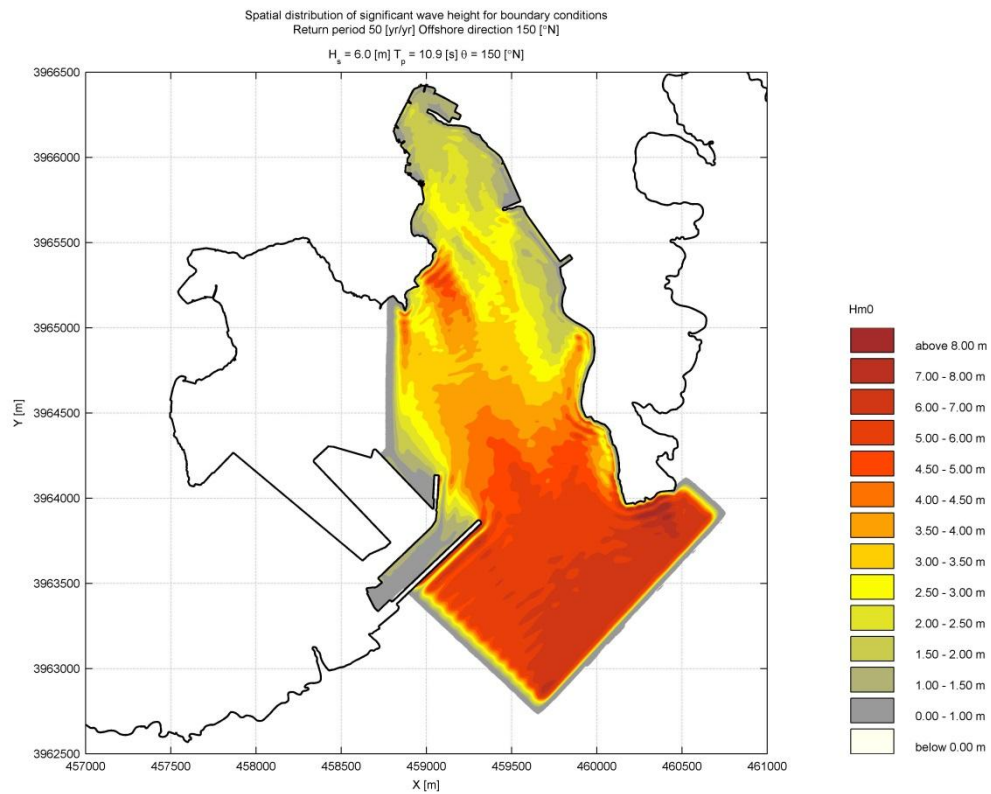 Spatial distribution of significant wave height for boundary conditions
Return period 50 [yr/yr] Offshore direction 150 [°N]
H_s = 6.0 [m] T_p = 10.9 [s] θ = 150 [°N]
3966500
3966000
3965500
3965000
3964500
3964000
3963500
3963000
3962500
Y [m]
457000 457500 458000 458500 459000 459500 460000 460500 461000
X [m]
Hm0
above 8.00 m
7.00 - 8.00 m
6.00 - 7.00 m
5.00 - 6.00 m
4.50 - 5.00 m
4.00 - 4.50 m
3.50 - 4.00 m
3.00 - 3.50 m
2.50 - 3.00 m
2.00 - 2.50 m
1.50 - 2.00 m
1.00 - 1.50 m
0.00 - 1.00 m
below 0.00 m